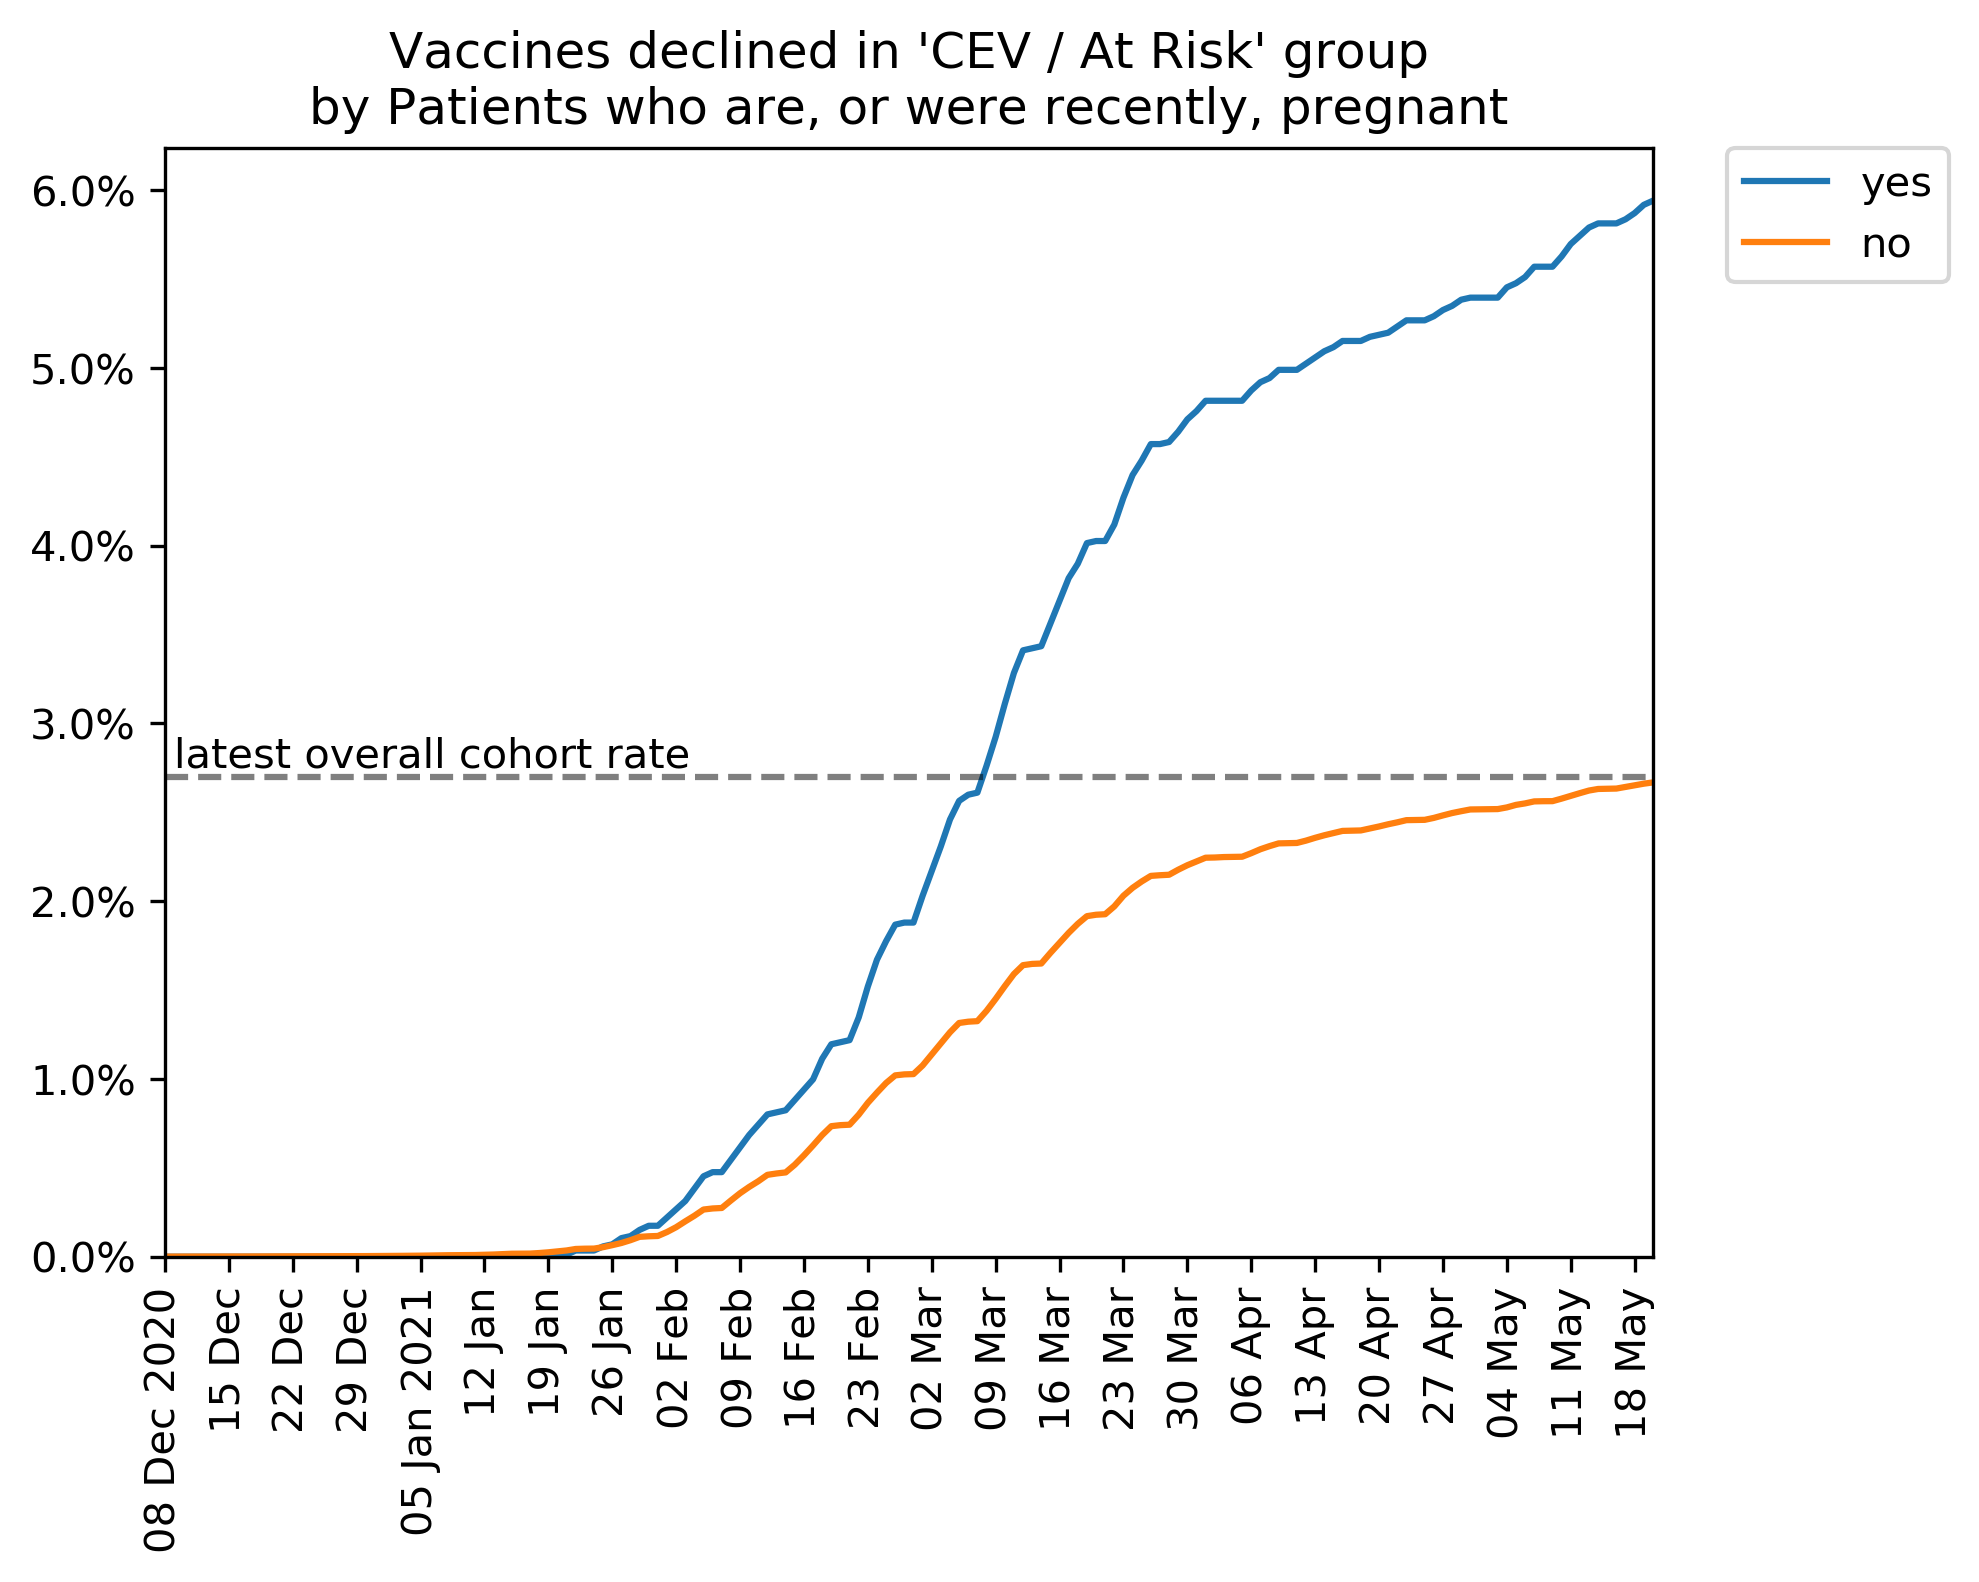 Vaccines declined in 'CEV / At Risk' group
by Patients who are, or were recently, pregnant
yes
no
6.0%
5.0%
4.0%
3.0%
latest overall cohort rate
2.0%
1.0%
0.0%
08 Dec 2020
15 Dec
22 Dec
29 Dec
05 Jan 2021
12 Jan
19 Jan
26 Jan
02 Feb
09 Feb
16 Feb
23 Feb
02 Mar
09 Mar
16 Mar
23 Mar
30 Mar
06 Apr
13 Apr
20 Apr
27 Apr
04 May
11 May
18 May